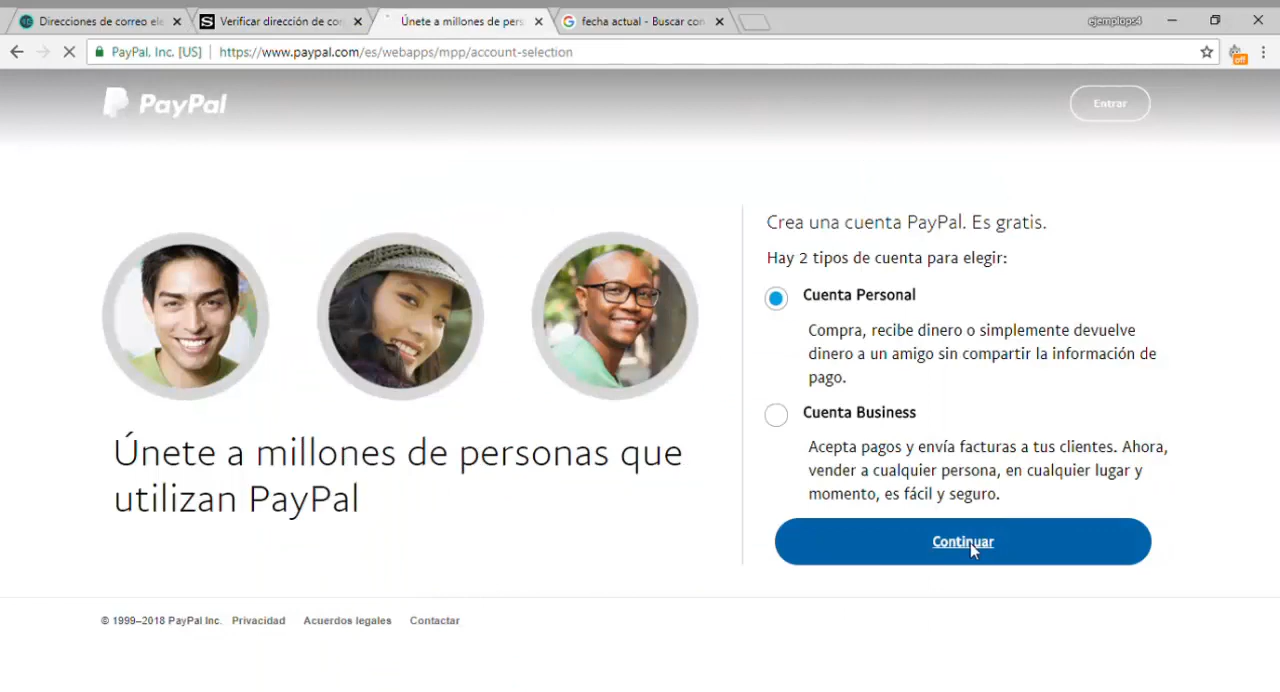 Direcciones de correo ele
Verificar dirección de cor
Únete a millones de pers
fecha actual - Buscar con
ejemplops4
PayPal, Inc. [US]
https://www.paypal.com/es/webapps/mpp/account-selection
off
PayPal
Entrar
Crea una cuenta PayPal. Es gratis.
Hay 2 tipos de cuenta para elegir:
Cuenta Personal
Compra, recibe dinero o simplemente devuelve
dinero a un amigo sin compartir la información de
pago.
Cuenta Business
Acepta pagos y envía facturas a tus clientes. Ahora,
vender a cualquier persona, en cualquier lugar y
momento, es fácil y seguro.
Continuar
Únete a millones de personas que
utilizan PayPal
© 1999–2018 PayPal Inc. Privacidad Acuerdos legales Contactar